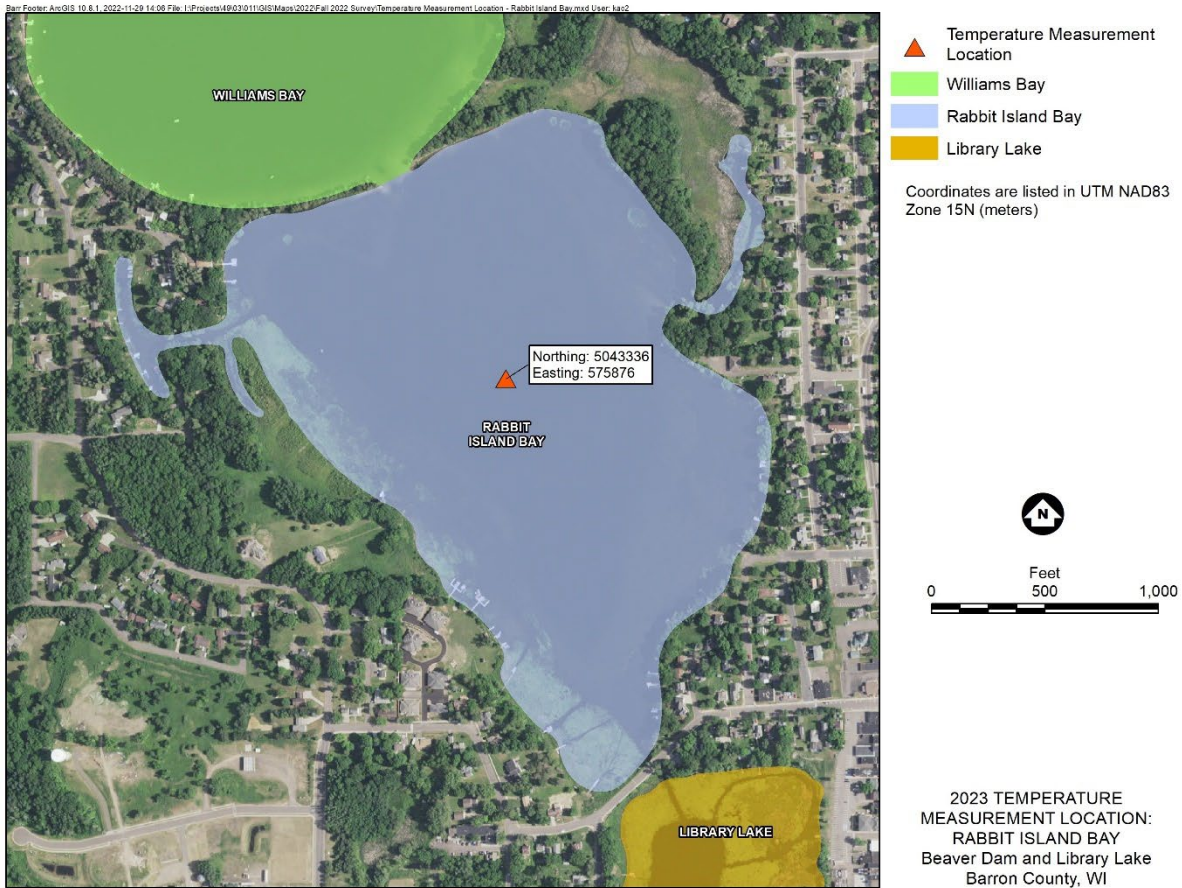 Barr Footer: ArcGIS 10.8.1, 2022-11-29 14:06 File: I:\Projects\49\03\011\GIS\Maps\2022\Fall 2022 Survey\Temperature Measurement Location - Rabbit Island Bay.mxd User: kac2
WILLIAMS BAY
Northing: 5043336
Easting: 575876
RABBIT
ISLAND BAY
LIBRARY LAKE
Temperature Measurement
Location
Williams Bay
Rabbit Island Bay
Library Lake
Coordinates are listed in UTM NAD83
Zone 15N (meters)
N
Feet
0 500 1,000
2023 TEMPERATURE
MEASUREMENT LOCATION:
RABBIT ISLAND BAY
Beaver Dam and Library Lake
Barron County, WI